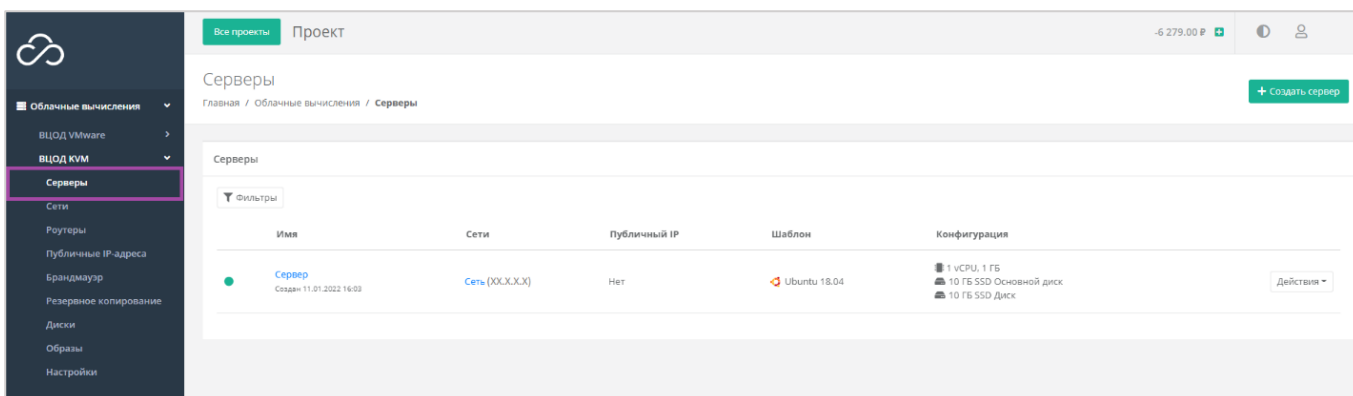 Все проекты Проект -6 279.00 ₽
Серверы
Главная / Облачные вычисления / Серверы
+ Создать сервер
Облачные вычисления
ВЦОД VMware
ВЦОД KVM
Серверы
Сети
Роутеры
Публичные IP-адреса
Брандмауэр
Резервное копирование
Диски
Образы
Настройки
Серверы
Фильтры
Имя Сети Публичный IP Шаблон Конфигурация
Сервер
Создан 11.01.2022 16:03
Сеть (XX.X.X.X)
Нет
Ubuntu 18.04
1 vCPU, 1 ГБ
10 ГБ SSD Основной диск
10 ГБ SSD Диск
Действия